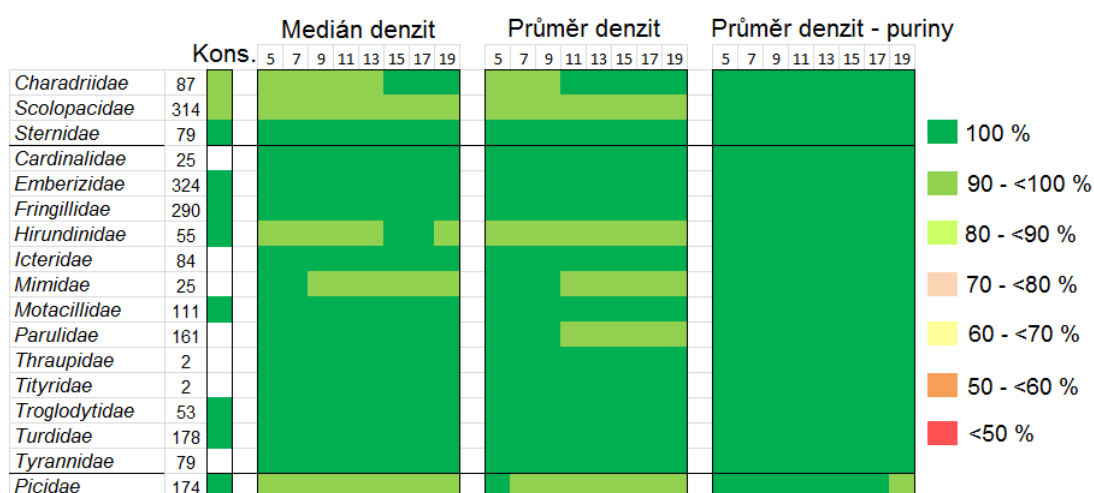 Medián denzit Průměr denzit Průměr denzit - puriny
Kons. 5 7 9 11 13 15 17 19 5 7 9 11 13 15 17 19 5 7 9 11 13 15 17 19
Charadriidae 87
Scolopacidae 314
Sternidae 79
Cardinalidae 25
Emberizidae 324
Fringillidae 290
Hirundinidae 55
Icteridae 84
Mimidae 25
Motacillidae 111
Parulidae 161
Thraupidae 2
Tityridae 2
Troglodytidae 53
Turdidae 178
Tyrannidae 79
Picidae 174
100 %
90 - <100 %
80 - <90 %
70 - <80 %
60 - <70 %
50 - <60 %
<50 %